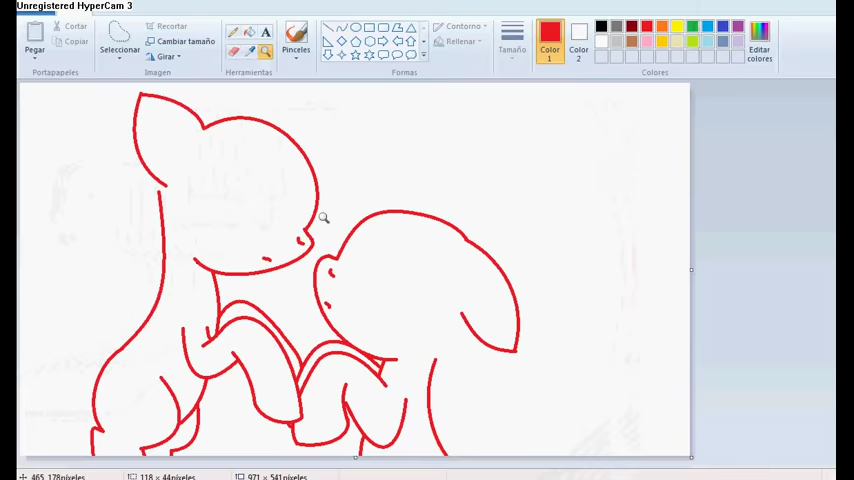 Unregistered HyperCam 3
Pegar
Cortar
Copiar
Portapapeles
Seleccionar
Recortar
Cambiar tamaño
Girar
Imagen
A
Herramientas
Pinceles
Contorno
Rellenar
Formas
Tamaño
Color
1
Color
2
Editar
colores
Colores
465, 178píxeles
118 × 44píxeles
971 × 541píxeles